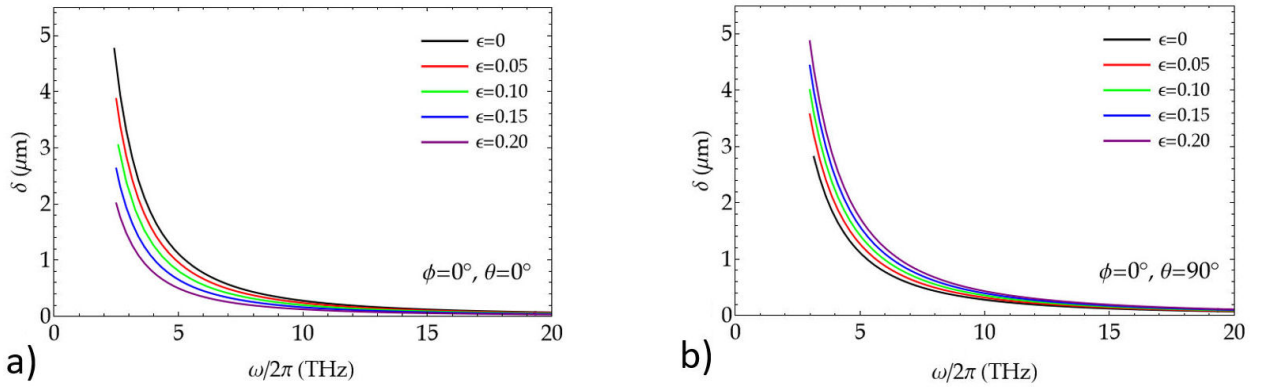 5
4
3
2
1
0
δ (μm)
ϵ=0
ϵ=0.05
ϵ=0.10
ϵ=0.15
ϵ=0.20
ϕ=0°, θ=0°
0 5 10 15 20
ω/2π (THz)
a)
5
4
3
2
1
0
δ (μm)
ϵ=0
ϵ=0.05
ϵ=0.10
ϵ=0.15
ϵ=0.20
ϕ=0°, θ=90°
0 5 10 15 20
ω/2π (THz)
b)